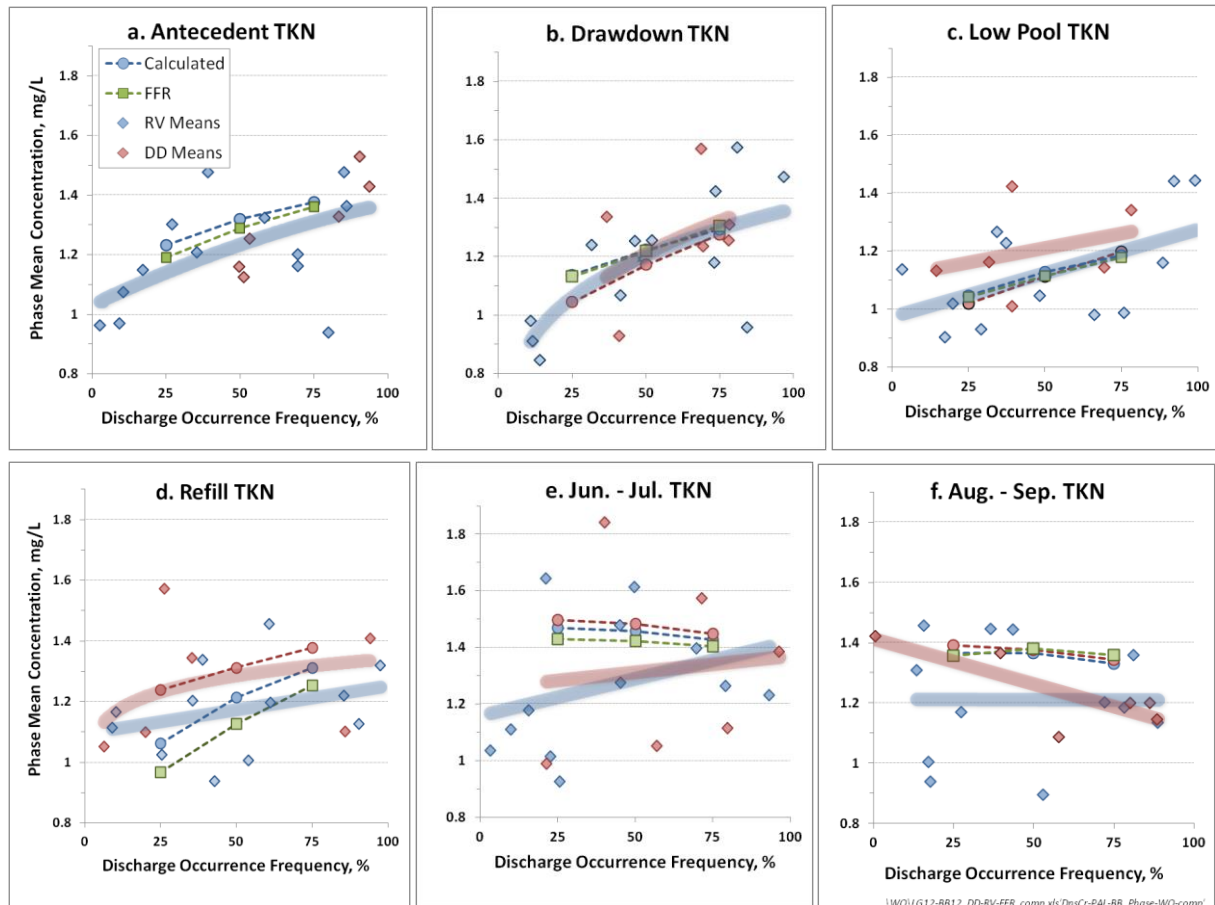 a. Antecedent TKN
Phase Mean Concentration, mg/L
1.8
1.6
1.4
1.2
1
0.8
Calculated
FFR
RV Means
DD Means
0 25 50 75 100
Discharge Occurrence Frequency, %
b. Drawdown TKN
1.8
1.6
1.4
1.2
1
0.8
0 25 50 75 100
Discharge Occurrence Frequency, %
c. Low Pool TKN
1.8
1.6
1.4
1.2
1
0.8
0 25 50 75 100
Discharge Occurrence Frequency, %
d. Refill TKN
Phase Mean Concentration, mg/L
1.8
1.6
1.4
1.2
1
0.8
0 25 50 75 100
Discharge Occurrence Frequency, %
e. Jun. - Jul. TKN
1.8
1.6
1.4
1.2
1
0.8
0 25 50 75 100
Discharge Occurrence Frequency, %
f. Aug. - Sep. TKN
1.8
1.6
1.4
1.2
1
0.8
0 25 50 75 100
Discharge Occurrence Frequency, %